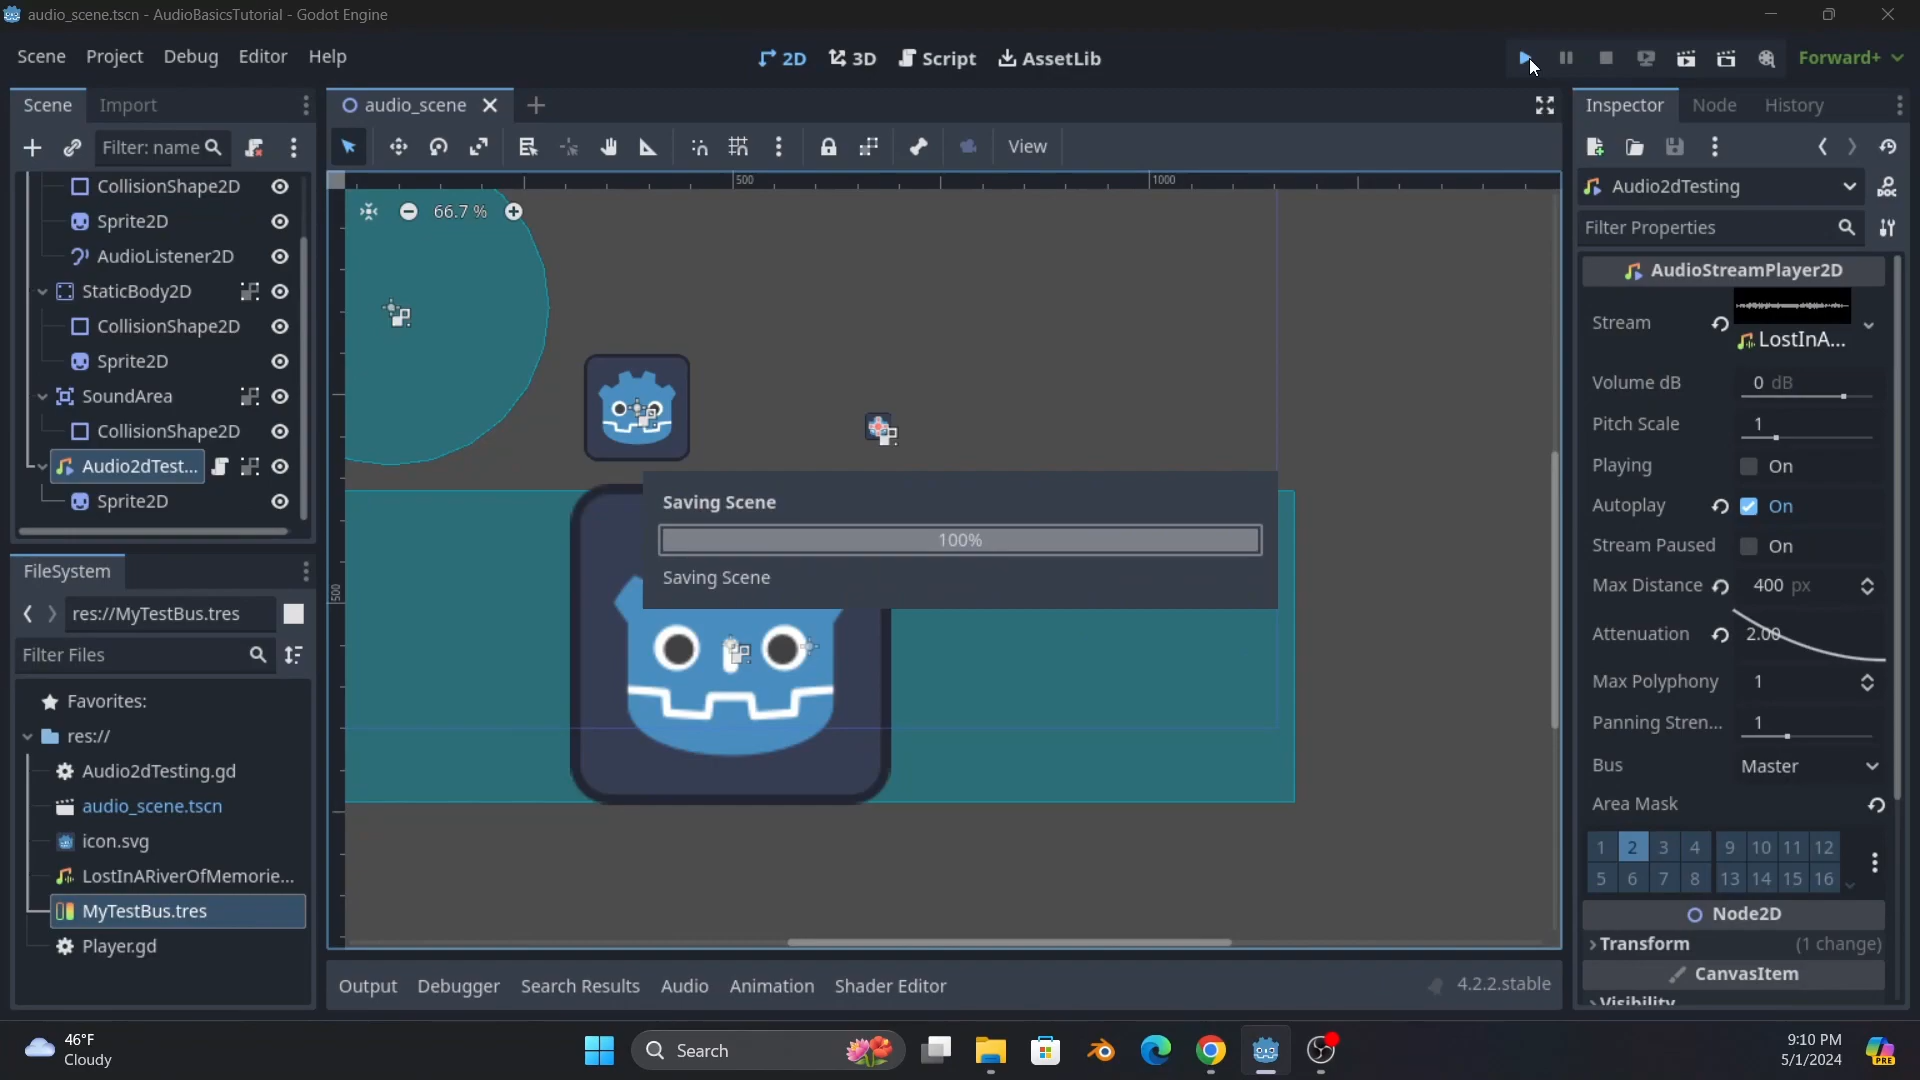 audio_scene.tscn - AudioBasicsTutorial - Godot Engine
Scene Project Debug Editor Help
2D 3D Script AssetLib
Forward+
Scene Import
audio_scene
Inspector Node History
Filter: name
View
CollisionShape2D
Sprite2D
AudioListener2D
StaticBody2D
CollisionShape2D
Sprite2D
SoundArea
CollisionShape2D
Audio2dTest...
Sprite2D
FileSystem
res://MyTestBus.tres
Filter Files
Favorites:
res://
Audio2dTesting.gd
audio_scene.tscn
icon.svg
LostInARiverOfMemorie...
MyTestBus.tres
Player.gd
500
1000
500
66.7 %
Saving Scene
100%
Saving Scene
Output Debugger Search Results Audio Animation Shader Editor
4.2.2.stable
Audio2dTesting
DOC
Filter Properties
AudioStreamPlayer2D
Stream
LostInA...
Volume dB 0 dB
Pitch Scale 1
Playing On
Autoplay On
Stream Paused On
Max Distance 400 px
Attenuation 2.00
Max Polyphony 1
Panning Stren... 1
Bus Master
Area Mask
1 2 3 4 9 10 11 12
5 6 7 8 13 14 15 16
Node2D
Transform (1 change)
CanvasItem
Visibility
46°F
Cloudy
Search
9:10 PM
5/1/2024
PRE